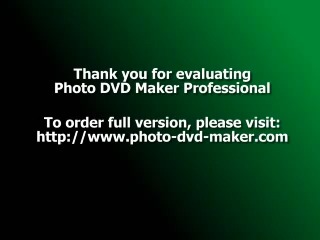 Thank you for evaluating
Photo DVD Maker Professional
To order full version, please visit:
http://www.photo-dvd-maker.com